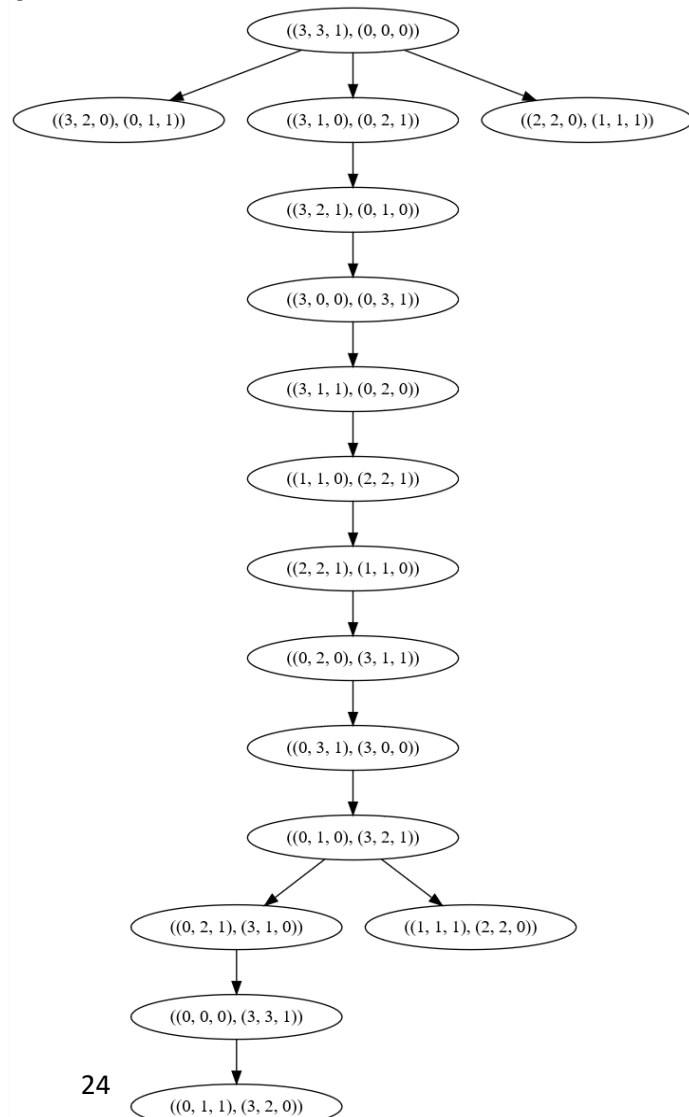 ((3, 3, 1), (0, 0, 0))
((3, 2, 0), (0, 1, 1)) ((3, 1, 0), (0, 2, 1)) ((2, 2, 0), (1, 1, 1))
((3, 2, 1), (0, 1, 0))
((3, 0, 0), (0, 3, 1))
((3, 1, 1), (0, 2, 0))
((1, 1, 0), (2, 2, 1))
((2, 2, 1), (1, 1, 0))
((0, 2, 0), (3, 1, 1))
((0, 3, 1), (3, 0, 0))
((0, 1, 0), (3, 2, 1))
((0, 2, 1), (3, 1, 0)) ((1, 1, 1), (2, 2, 0))
((0, 0, 0), (3, 3, 1))
24
((0, 1, 1), (3, 2, 0))